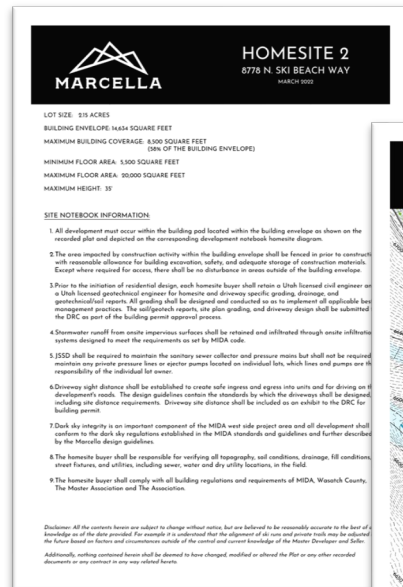 MARCELLA
HOMESITE 2
8778 N. SKI BEACH WAY
MARCH 2022
LOT SIZE: 2.15 ACRES
BUILDING ENVELOPE: 14,634 SQUARE FEET
MAXIMUM BUILDING COVERAGE: 8,500 SQUARE FEET
(58% OF THE BUILDING ENVELOPE)
MINIMUM FLOOR AREA: 5,500 SQUARE FEET
MAXIMUM FLOOR AREA: 20,000 SQUARE FEET
MAXIMUM HEIGHT: 35'
SITE NOTEBOOK INFORMATION:
1. All development must occur within the building pad located within the building envelope as shown on the
recorded plat and depicted on the corresponding development notebook homesite diagram.
2. The area impacted by construction activity within the building envelope shall be fenced in prior to constructi
with reasonable allowance for building excavation, safety, and adequate storage of construction materials.
Except where required for access, there shall be no disturbance in areas outside of the building envelope.
3. Prior to the initiation of residential design, each homesite buyer shall retain a Utah licensed civil engineer an
a Utah licensed geotechnical engineer for homesite and driveway specific grading, drainage, and
geotechnical/soil reports. All grading shall be designed and conducted so as to implement all applicable bes
management practices. The soil/geotech reports, site plan grading, and driveway design shall be submitted
the DRC as part of the building permit approval process.
4. Stormwater runoff from onsite impervious surfaces shall be retained and infiltrated through onsite infiltratio
systems designed to meet the requirements as set by MIDA code.
5. JSSD shall be required to maintain the sanitary sewer collector and pressure mains but shall not be required
maintain any private pressure lines or ejector pumps located on individual lots, which lines and pumps are th
responsibility of the individual lot owner.
6. Driveway sight distance shall be established to create safe ingress and egress into units and for driving on th
development's roads. The design guidelines contain the standards by which the driveways shall be designed,
including site distance requirements. Driveway site distance shall be included as an exhibit to the DRC for
building permit.
7. Dark sky integrity is an important component of the MIDA west side project area and all development shall
conform to the dark sky regulations established in the MIDA standards and guidelines and further described
by the Marcella design guidelines.
8. The homesite buyer shall be responsible for verifying all topography, soil conditions, drainage, fill conditions,
street fixtures, and utilities, including sewer, water and dry utility locations, in the field.
9. The homesite buyer shall comply with all building regulations and requirements of MIDA, Wasatch County,
The Master Association and The Association.
Disclaimer: All the contents herein are subject to change without notice, but are believed to be reasonably accurate to the best of
knowledge as of the date provided. For example it is understood that the alignment of ski runs and private trails may be adjusted
the future based on factors and circumstances outside of the control and current knowledge of the Master Developer and Seller.
Additionally, nothing contained herein shall be deemed to have changed, modified or altered the Plat or any other recorded
documents or any contract in any way related hereto.